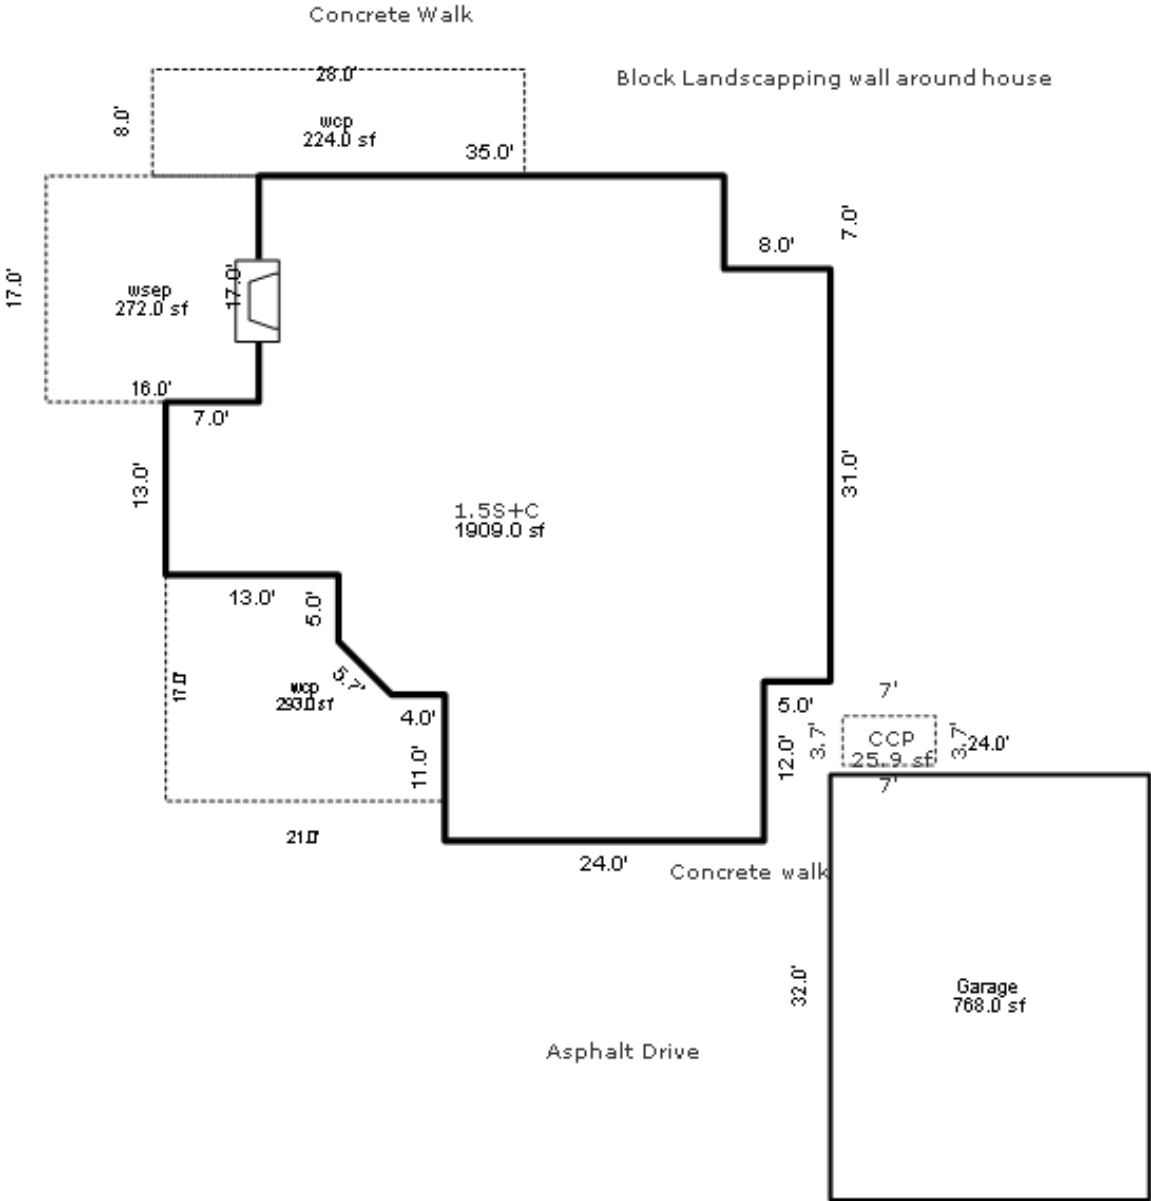 Concrete Walk
28.0'
Block Landscapping wall around house
8.0'
wcp
224.0 sf
35.0'
7.0'
8.0'
17.0'
wsep
272.0 sf
17.0'
16.0'
7.0'
13.0'
31.0'
1.5S+C
1909.0 sf
13.0'
5.0'
5.7'
17.0'
wcp
293.0 sf
4.0'
11.0'
7'
5.0'
12.0'
3.7'
CCP
25.9 sf
3.7'
24.0'
7'
21.0'
24.0'
Concrete walk
32.0'
Garage
768.0 sf
Asphalt Drive